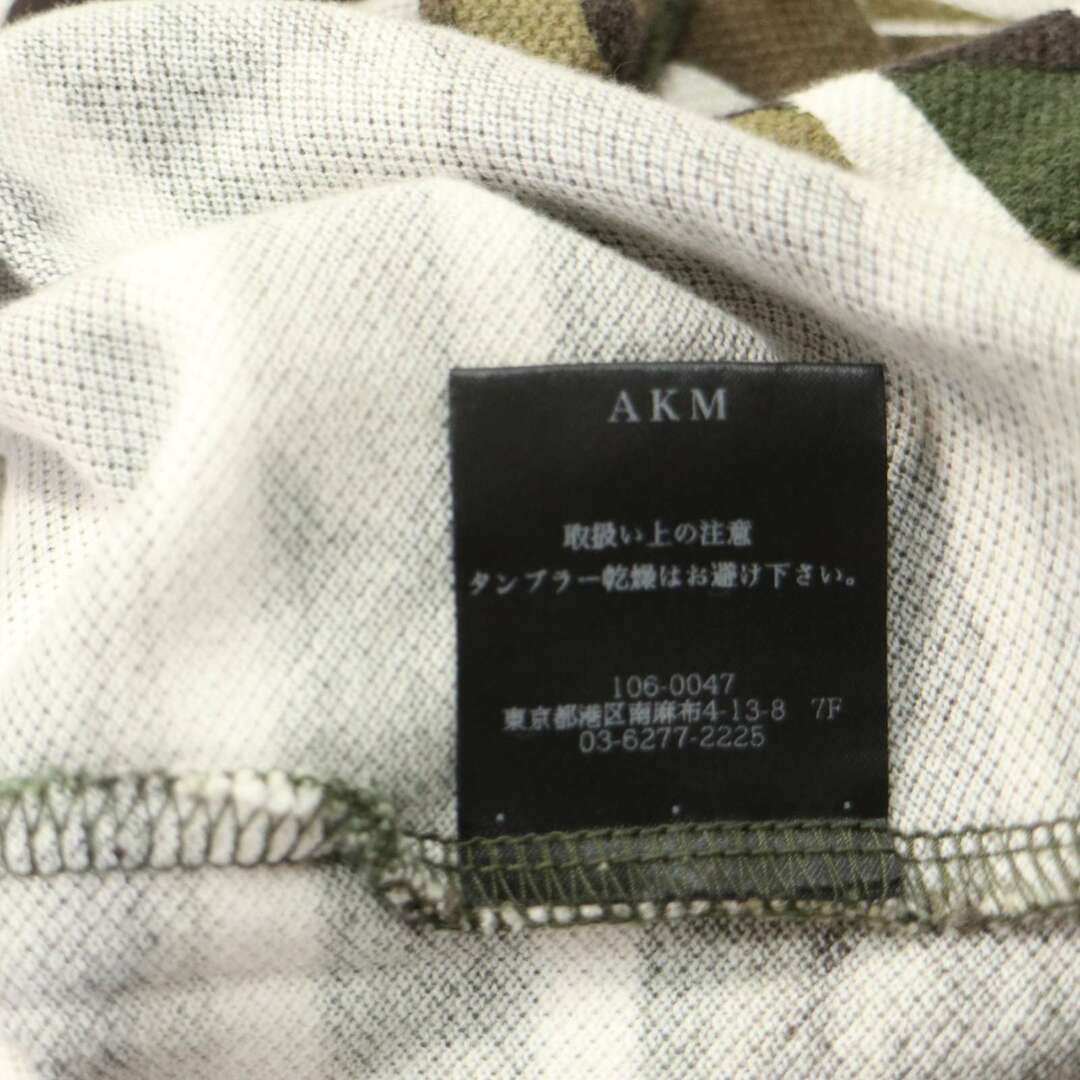 AKM
取扱い上の注意
タンブラー乾燥はお避け下さい。
106-0047
東京都港区南麻布4-13-8 7F
03-6277-2225